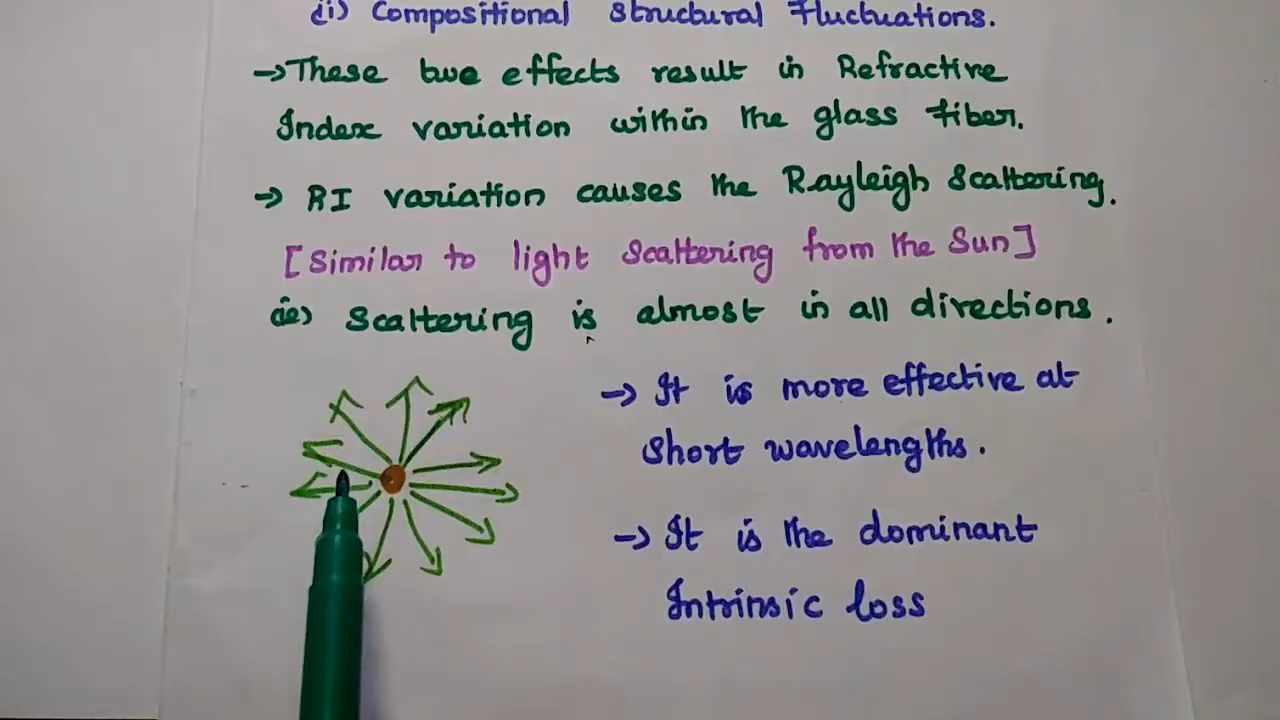 ii) Compositional Structural Fluctuations.
→ These two effects result in Refractive
Index variation within the glass fiber.
→ RI variation causes the Rayleigh Scattering.
[Similar to light scattering from the Sun]
(ie) Scattering is almost in all directions.
→ It is more effective at
short wavelengths.
→ It is the dominant
Intrinsic loss